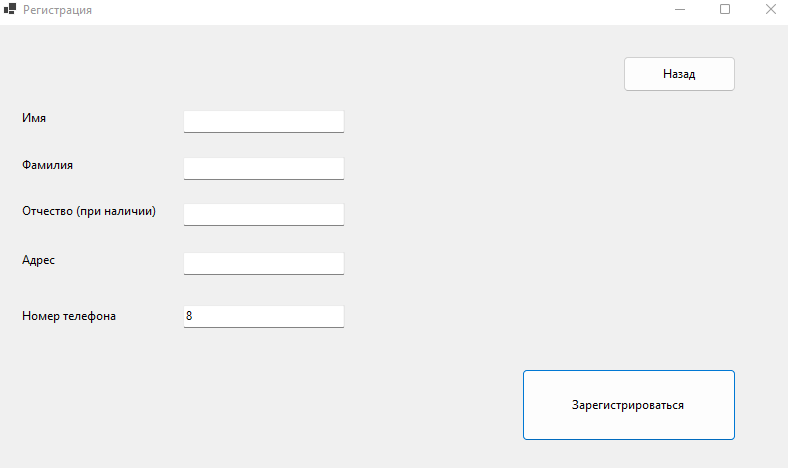 Регистрация
Назад
Имя
Фамилия
Отчество (при наличии)
Адрес
Номер телефона 8
Зарегистрироваться